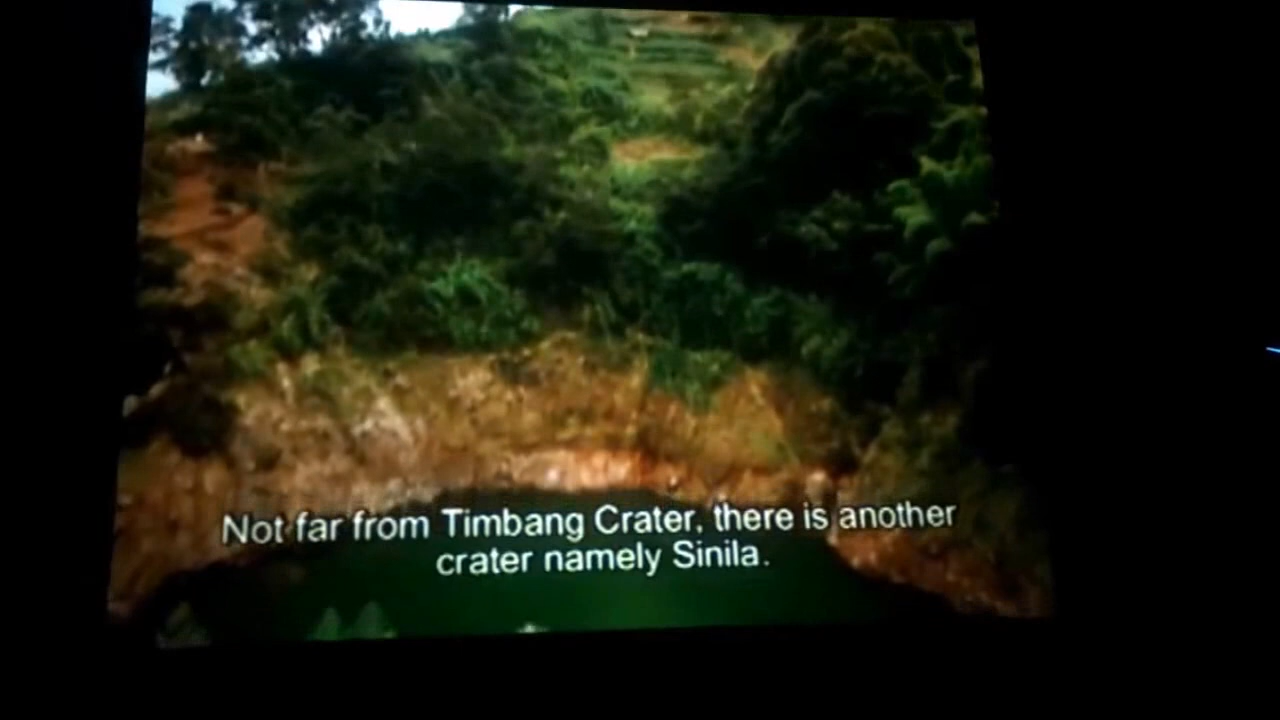 Not far from Timbang Crater, there is another
crater namely Sinila.